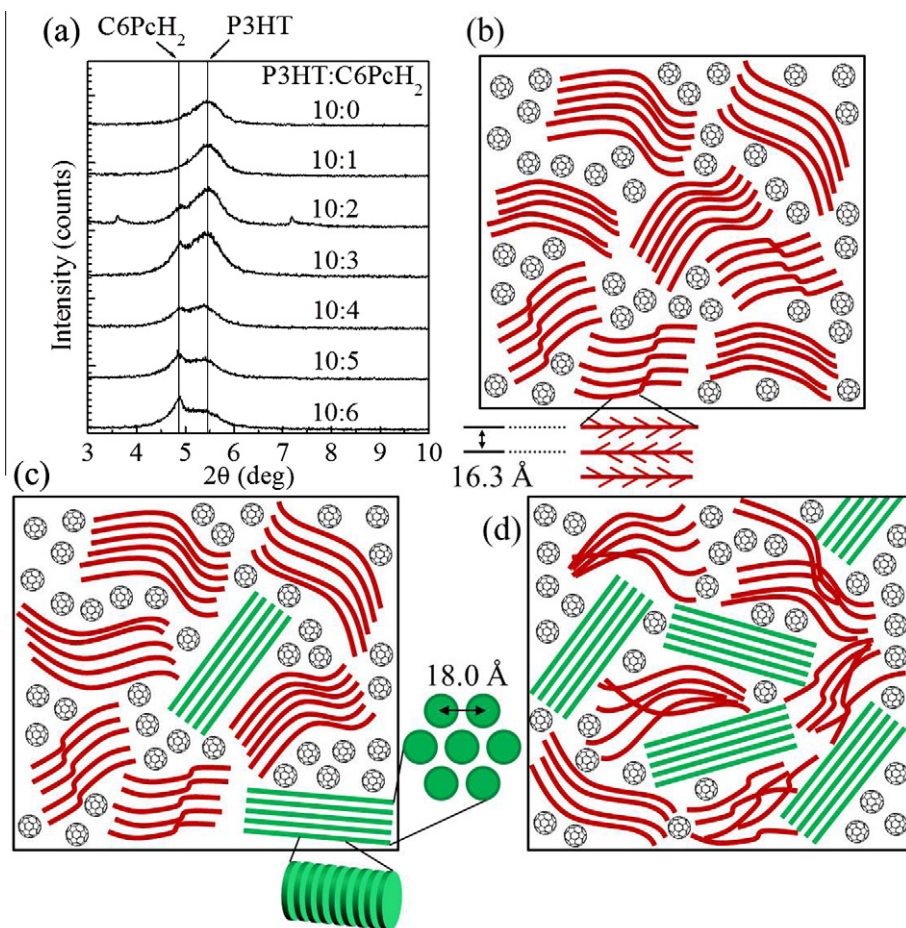 (a)
C6PcH2
P3HT
P3HT:C6PcH2
10:0
10:1
10:2
10:3
10:4
10:5
10:6
Intensity (counts)
3 4 5 6 7 8 9 10
2θ (deg)
(b)
16.3 Å
(c)
18.0 Å
(d)